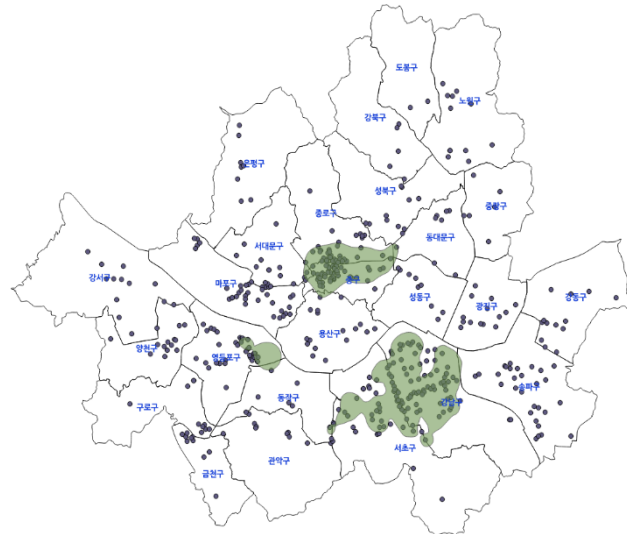 도봉구
노원구
강북구
은평구
성북구
중랑구
종로구
동대문구
서대문구
강서구
마포구
중구
성동구
광진구
강동구
용산구
양천구
영등포구
송파구
동작구
강남구
구로구
서초구
관악구
금천구